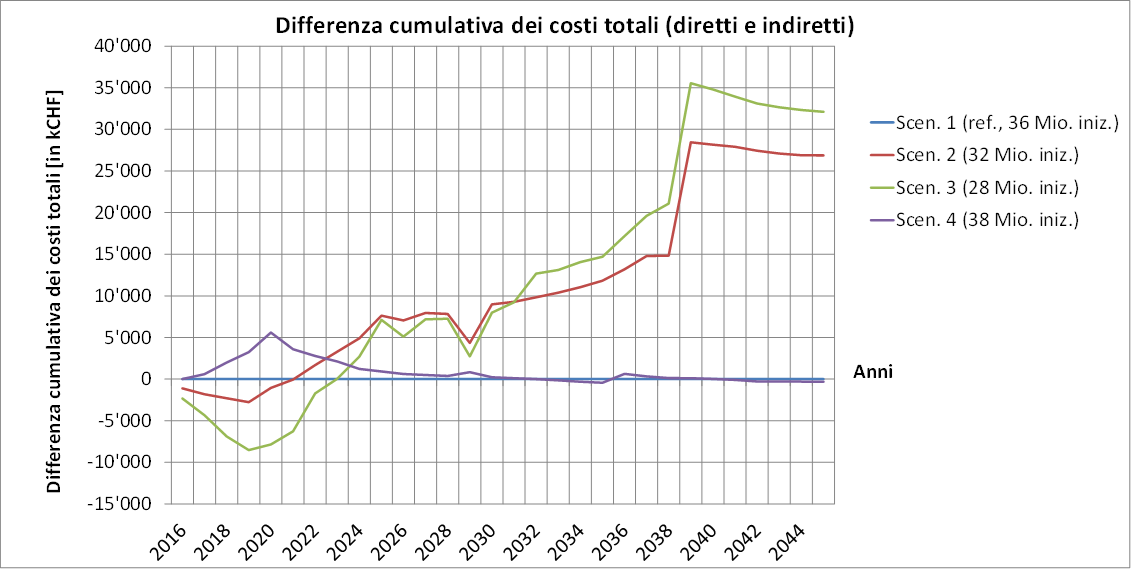 Differenza cumulativa dei costi totali (diretti e indiretti)
Differenza cumulativa dei costi totali [in kCHF]
40'000
35'000
30'000
25'000
20'000
15'000
10'000
5'000
0
-5'000
-10'000
-15'000
2016 2018 2020 2022 2024 2026 2028 2030 2032 2034 2036 2038 2040 2042 2044
Anni
Scen. 1 (ref., 36 Mio. iniz.)
Scen. 2 (32 Mio. iniz.)
Scen. 3 (28 Mio. iniz.)
Scen. 4 (38 Mio. iniz.)